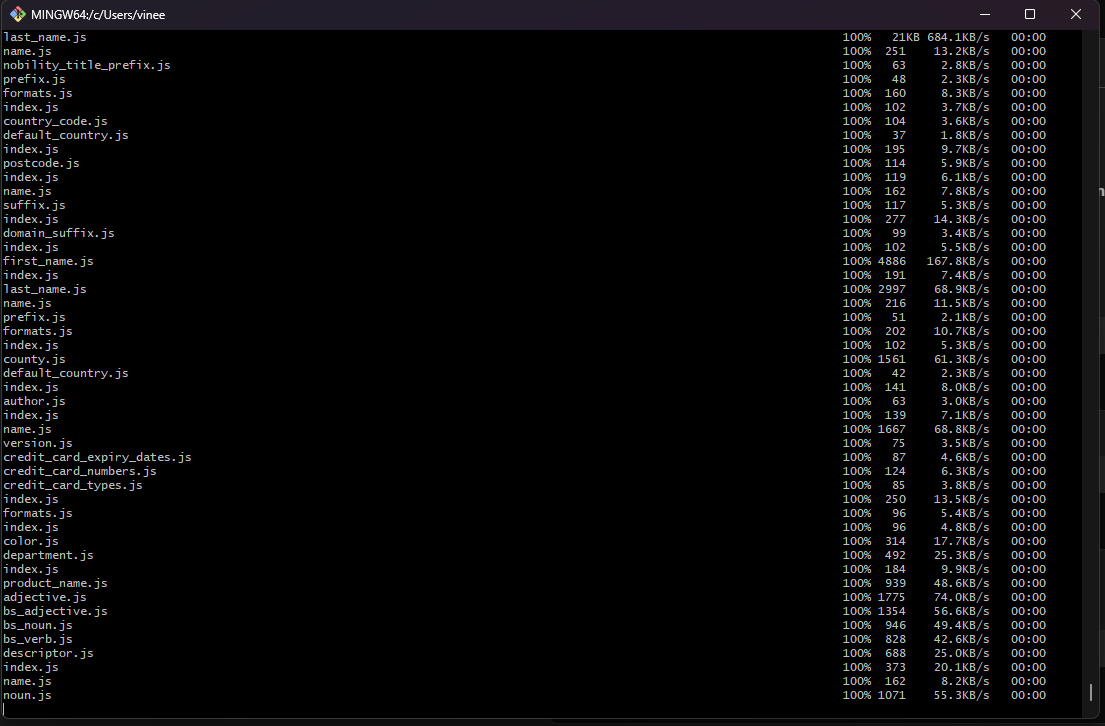 MINGW64:/c/Users/vinee
last_name.js 100% 21KB 684.1KB/s 00:00
name.js 100% 251 13.2KB/s 00:00
nobility_title_prefix.js 100% 63 2.8KB/s 00:00
prefix.js 100% 48 2.3KB/s 00:00
formats.js 100% 160 8.3KB/s 00:00
index.js 100% 102 3.7KB/s 00:00
country_code.js 100% 104 3.6KB/s 00:00
default_country.js 100% 37 1.8KB/s 00:00
index.js 100% 195 9.7KB/s 00:00
postcode.js 100% 114 5.9KB/s 00:00
index.js 100% 119 6.1KB/s 00:00
name.js 100% 162 7.8KB/s 00:00
suffix.js 100% 117 5.3KB/s 00:00
index.js 100% 277 14.3KB/s 00:00
domain_suffix.js 100% 99 3.4KB/s 00:00
index.js 100% 102 5.5KB/s 00:00
first_name.js 100% 4886 167.8KB/s 00:00
index.js 100% 191 7.4KB/s 00:00
last_name.js 100% 2997 68.9KB/s 00:00
name.js 100% 216 11.5KB/s 00:00
prefix.js 100% 51 2.1KB/s 00:00
formats.js 100% 202 10.7KB/s 00:00
index.js 100% 102 5.3KB/s 00:00
county.js 100% 1561 61.3KB/s 00:00
default_country.js 100% 42 2.3KB/s 00:00
index.js 100% 141 8.0KB/s 00:00
author.js 100% 63 3.0KB/s 00:00
index.js 100% 139 7.1KB/s 00:00
name.js 100% 1667 68.8KB/s 00:00
version.js 100% 75 3.5KB/s 00:00
credit_card_expiry_dates.js 100% 87 4.6KB/s 00:00
credit_card_numbers.js 100% 124 6.3KB/s 00:00
credit_card_types.js 100% 85 3.8KB/s 00:00
index.js 100% 250 13.5KB/s 00:00
formats.js 100% 96 5.4KB/s 00:00
index.js 100% 96 4.8KB/s 00:00
color.js 100% 314 17.7KB/s 00:00
department.js 100% 492 25.3KB/s 00:00
index.js 100% 184 9.9KB/s 00:00
product_name.js 100% 939 48.6KB/s 00:00
adjective.js 100% 1775 74.0KB/s 00:00
bs_adjective.js 100% 1354 56.6KB/s 00:00
bs_noun.js 100% 946 49.4KB/s 00:00
bs_verb.js 100% 828 42.6KB/s 00:00
descriptor.js 100% 688 25.0KB/s 00:00
index.js 100% 373 20.1KB/s 00:00
name.js 100% 162 8.2KB/s 00:00
noun.js 100% 1071 55.3KB/s 00:00